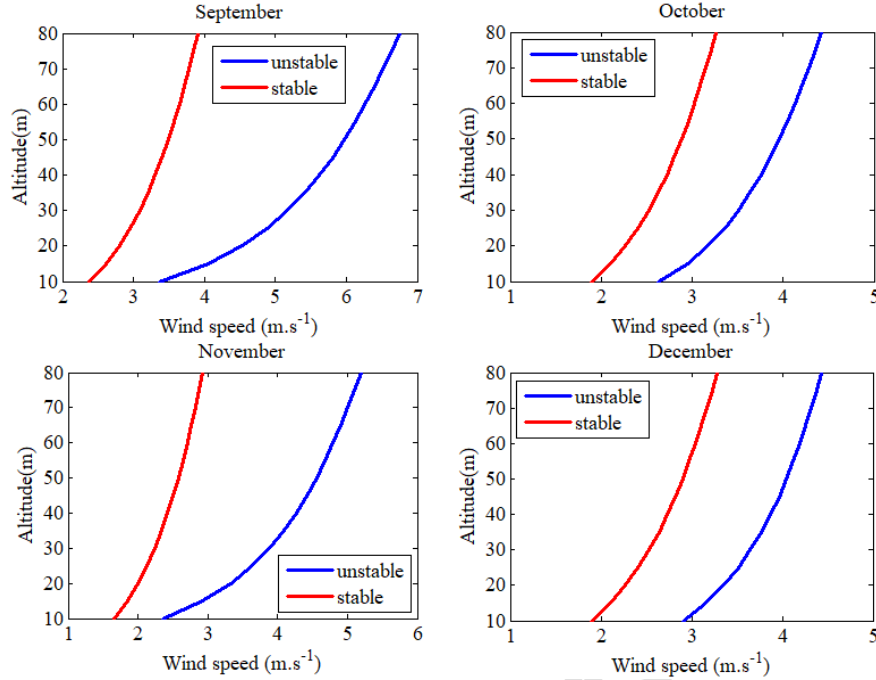 September
80
70
60
50
40
30
20
10
Altitude(m)
unstable
stable
2 3 4 5 6 7
Wind speed (m.s⁻¹)
October
80
70
60
50
40
30
20
10
Altitude(m)
unstable
stable
1 2 3 4 5
Wind speed (m.s⁻¹)
November
80
70
60
50
40
30
20
10
Altitude(m)
unstable
stable
1 2 3 4 5 6
Wind speed (m.s⁻¹)
December
80
70
60
50
40
30
20
10
Altitude(m)
unstable
stable
1 2 3 4 5
Wind speed (m.s⁻¹)